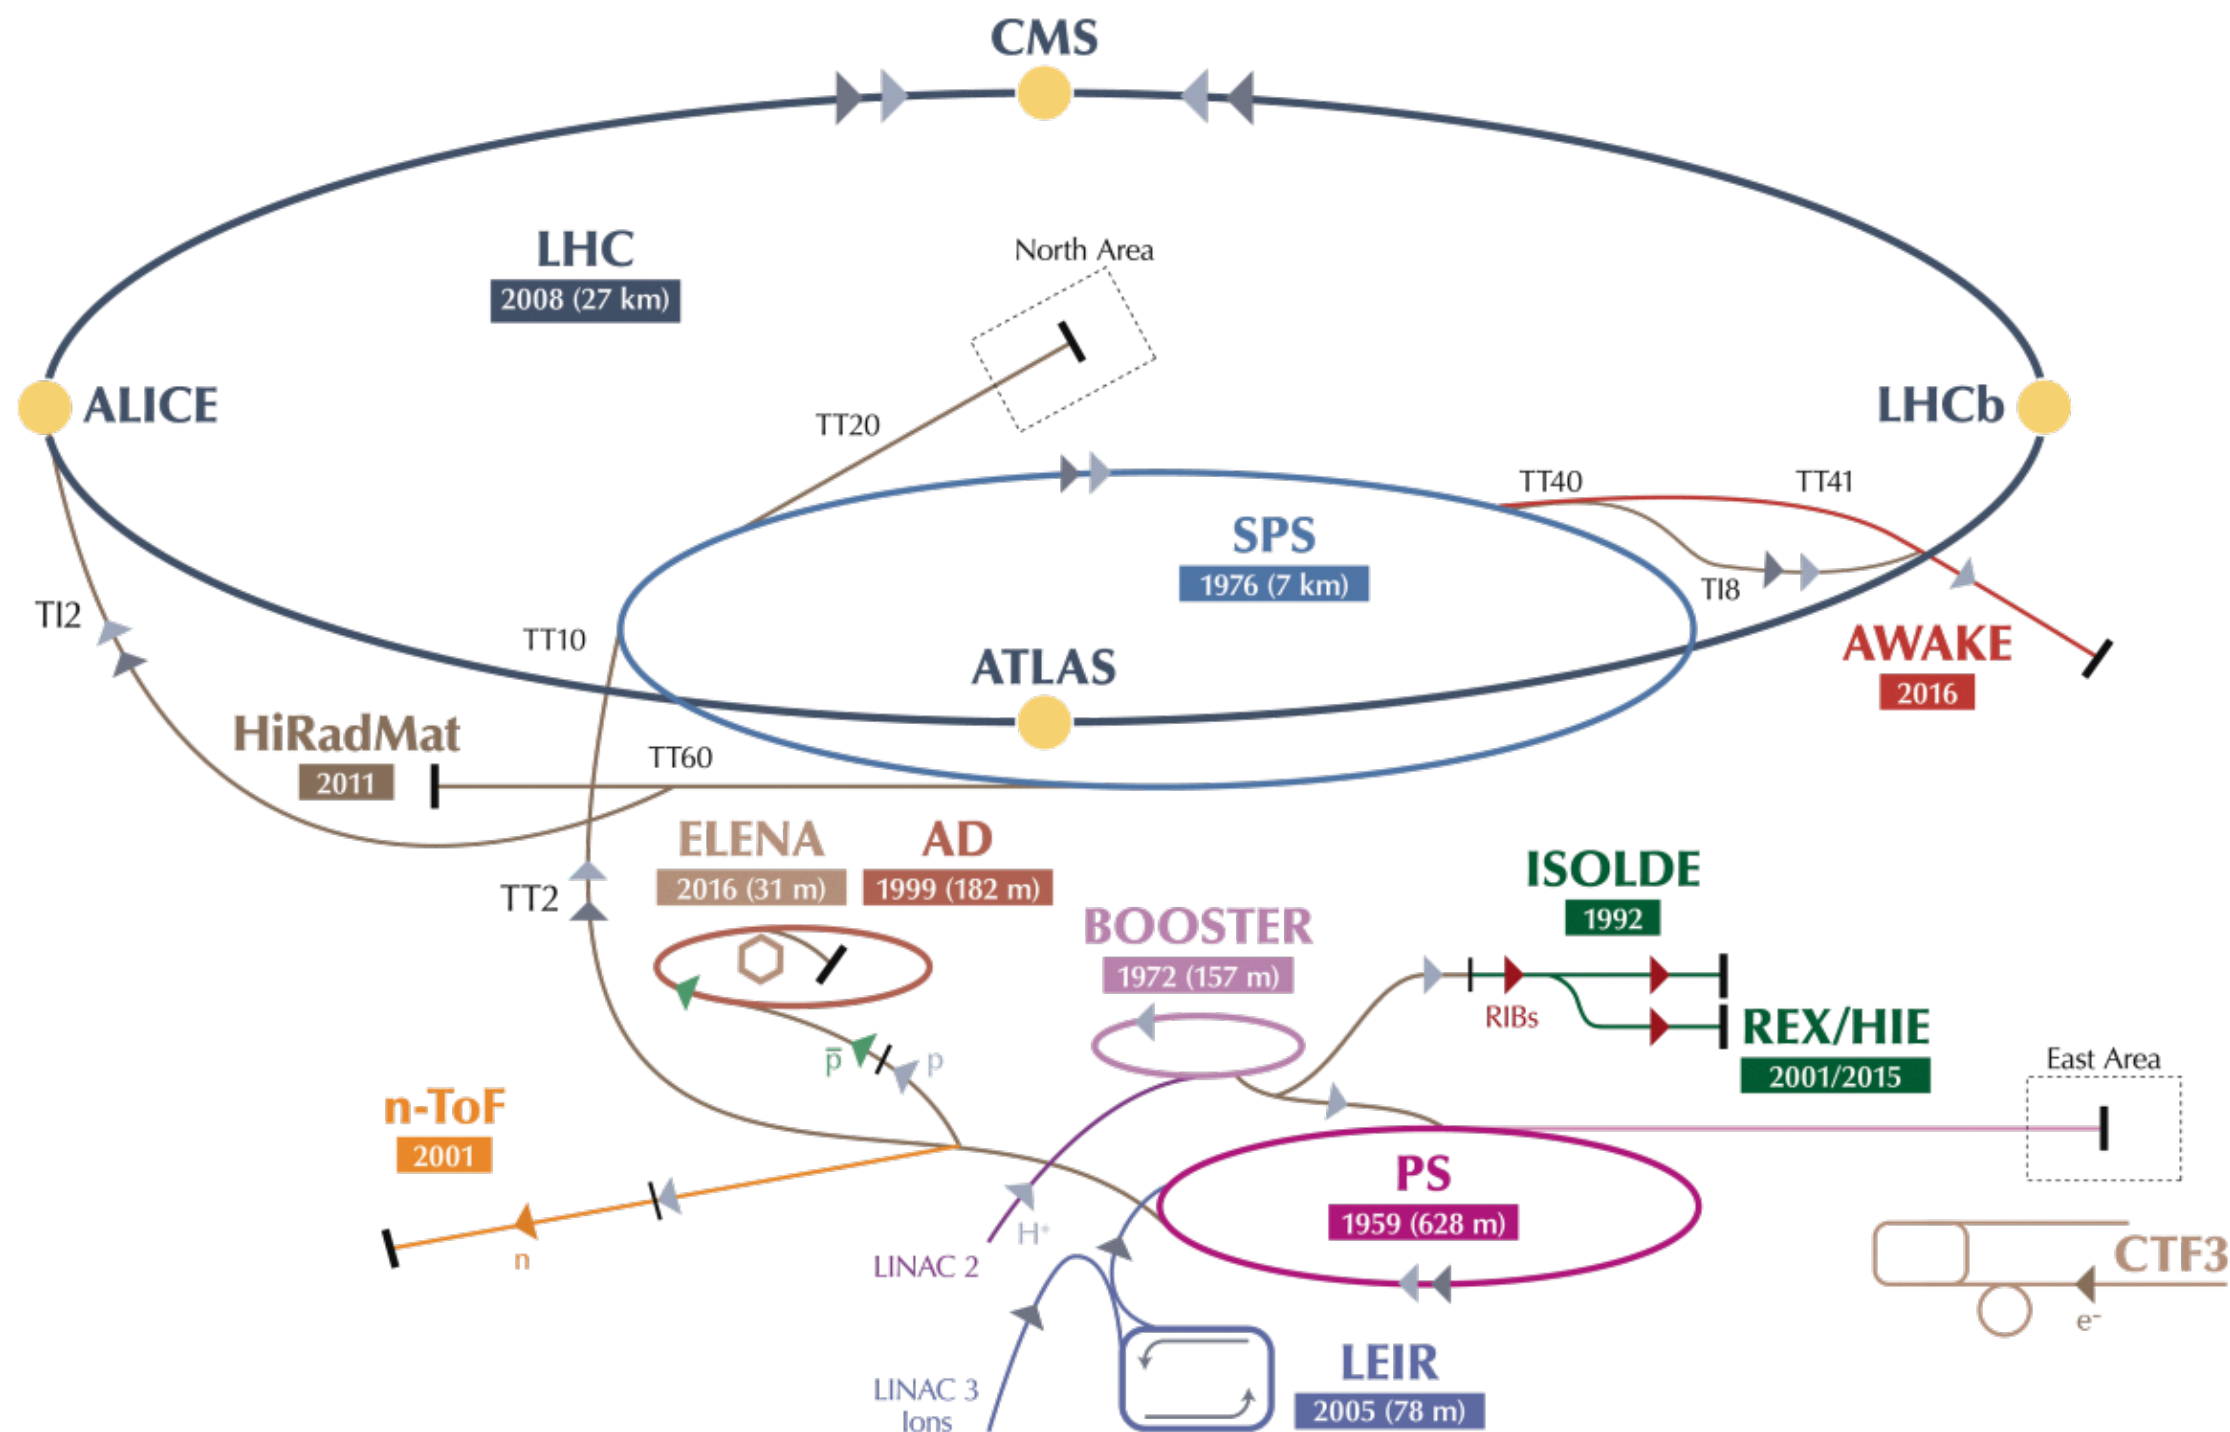 CMS
LHC
2008 (27 km)
North Area
ALICE
LHCb
TT20
TT40
TT41
SPS
1976 (7 km)
TI8
TI2
TT10
ATLAS
AWAKE
2016
HiRadMat
2011
TT60
ELENA
2016 (31 m)
AD
1999 (182 m)
TT2
ISOLDE
1992
BOOSTER
1972 (157 m)
RIBs
REX/HIE
2001/2015
East Area
p̅
p
n-ToF
2001
PS
1959 (628 m)
n
H⁺
LINAC 2
CTF3
e⁻
LEIR
2005 (78 m)
LINAC 3
Ions